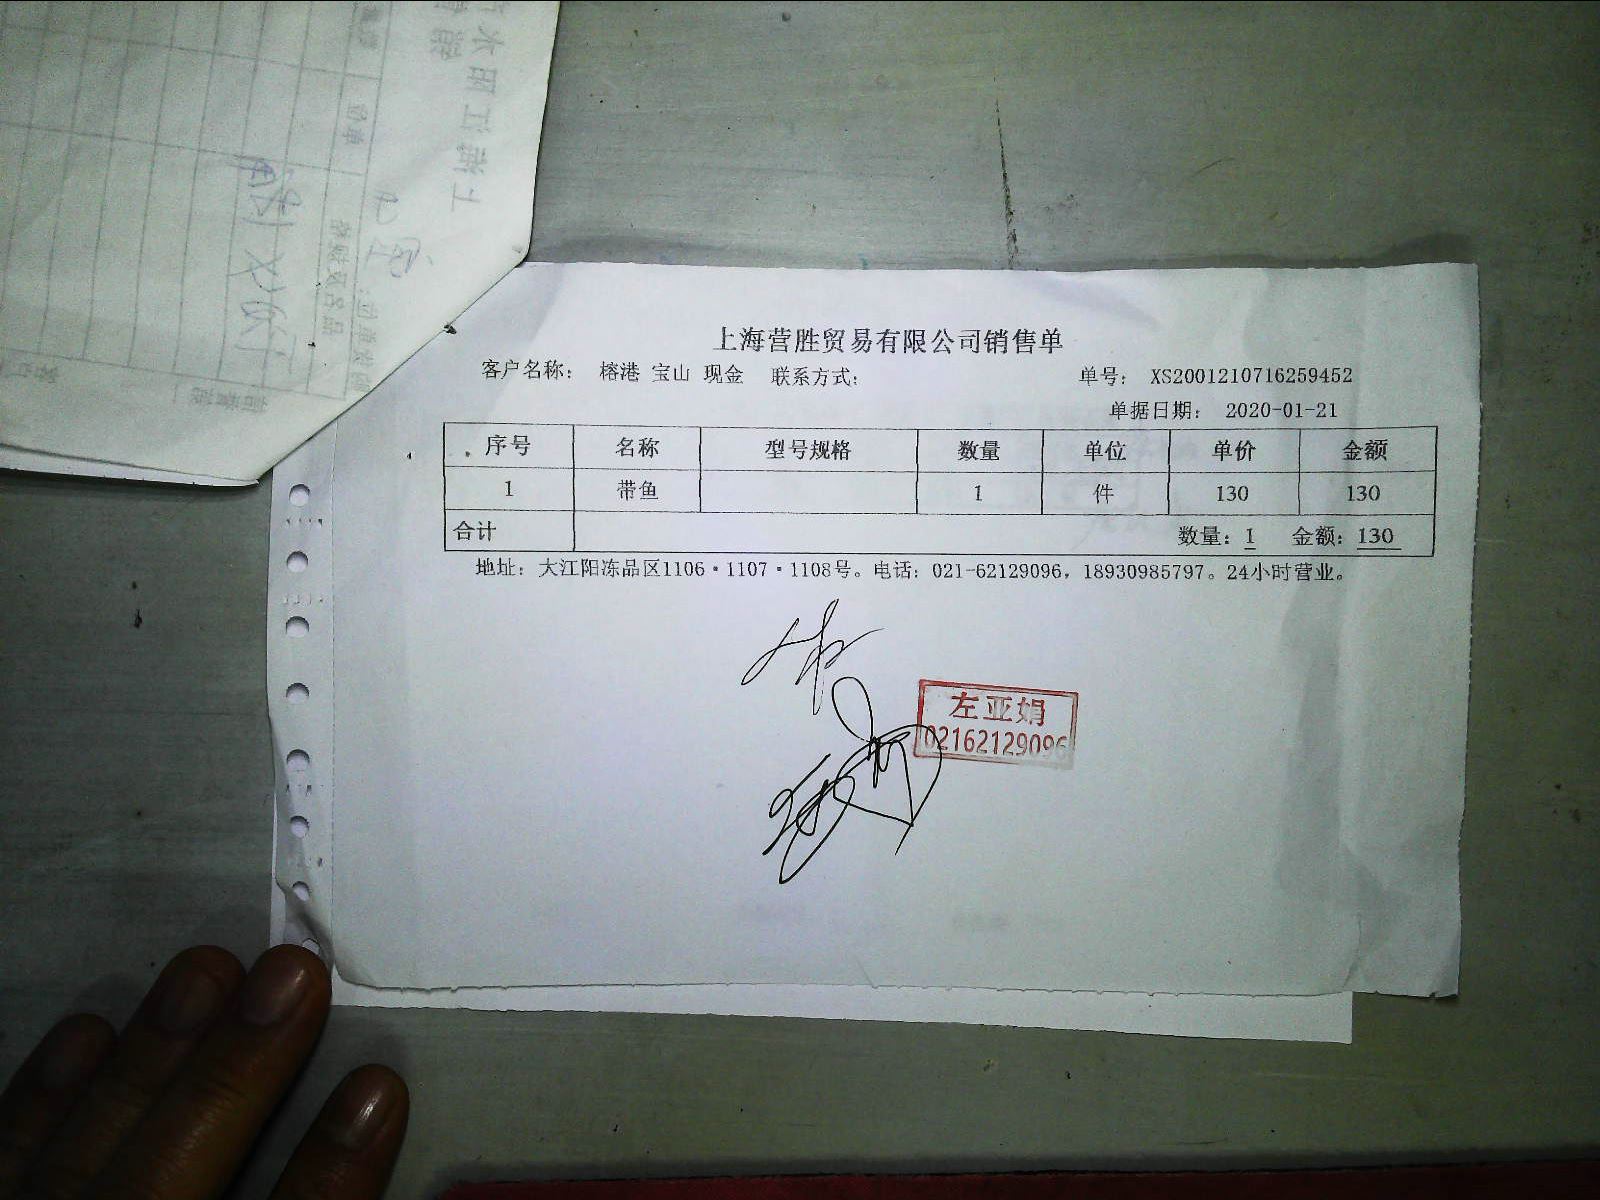 上海营胜贸易有限公司销售单
客户名称： 榕港 宝山 现金 联系方式： 单号： XS2001210716259452
单据日期： 2020-01-21
序号 名称 型号规格 数量 单位 单价 金额
1 带鱼 1 件 130 130
合计 数量：1 金额：130
地址：大江阳冻品区1106·1107·1108号。电话：021-62129096，18930985797。24小时营业。
左亚娟
02162129096